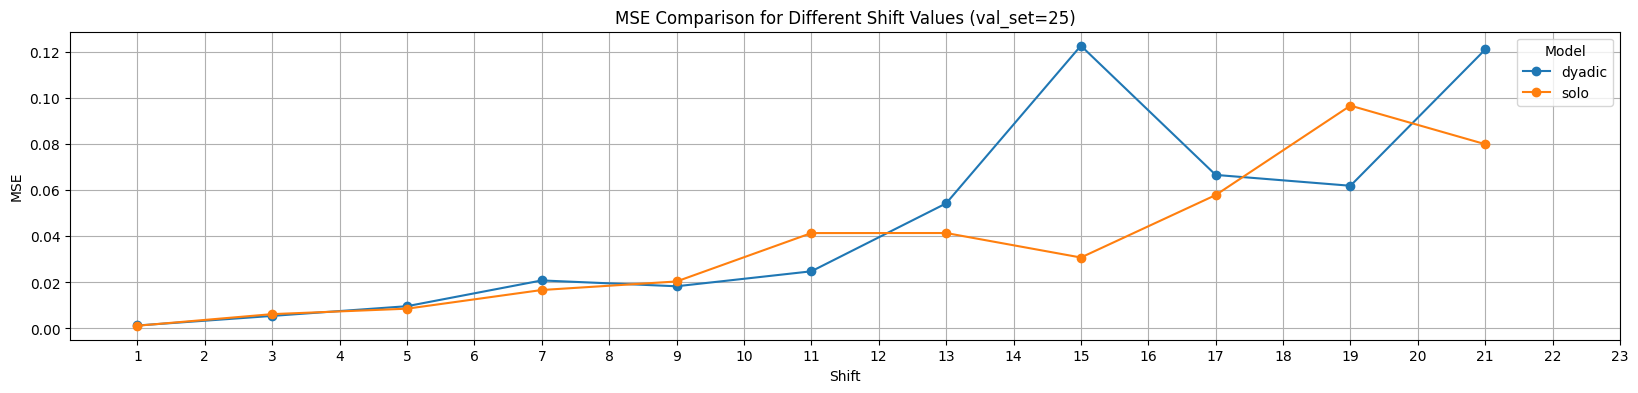 MSE Comparison for Different Shift Values (val_set=25)
MSE
0.12
0.10
0.08
0.06
0.04
0.02
0.00
Model
dyadic
solo
1 2 3 4 5 6 7 8 9 10 11 12 13 14 15 16 17 18 19 20 21 22 23
Shift